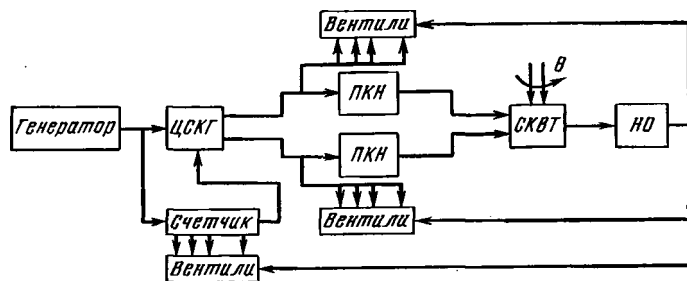 Вентили
Генератор
ЦСКГ
ПКН
ПКН
θ
СКВТ
НО
Вентили
Счетчик
Вентили